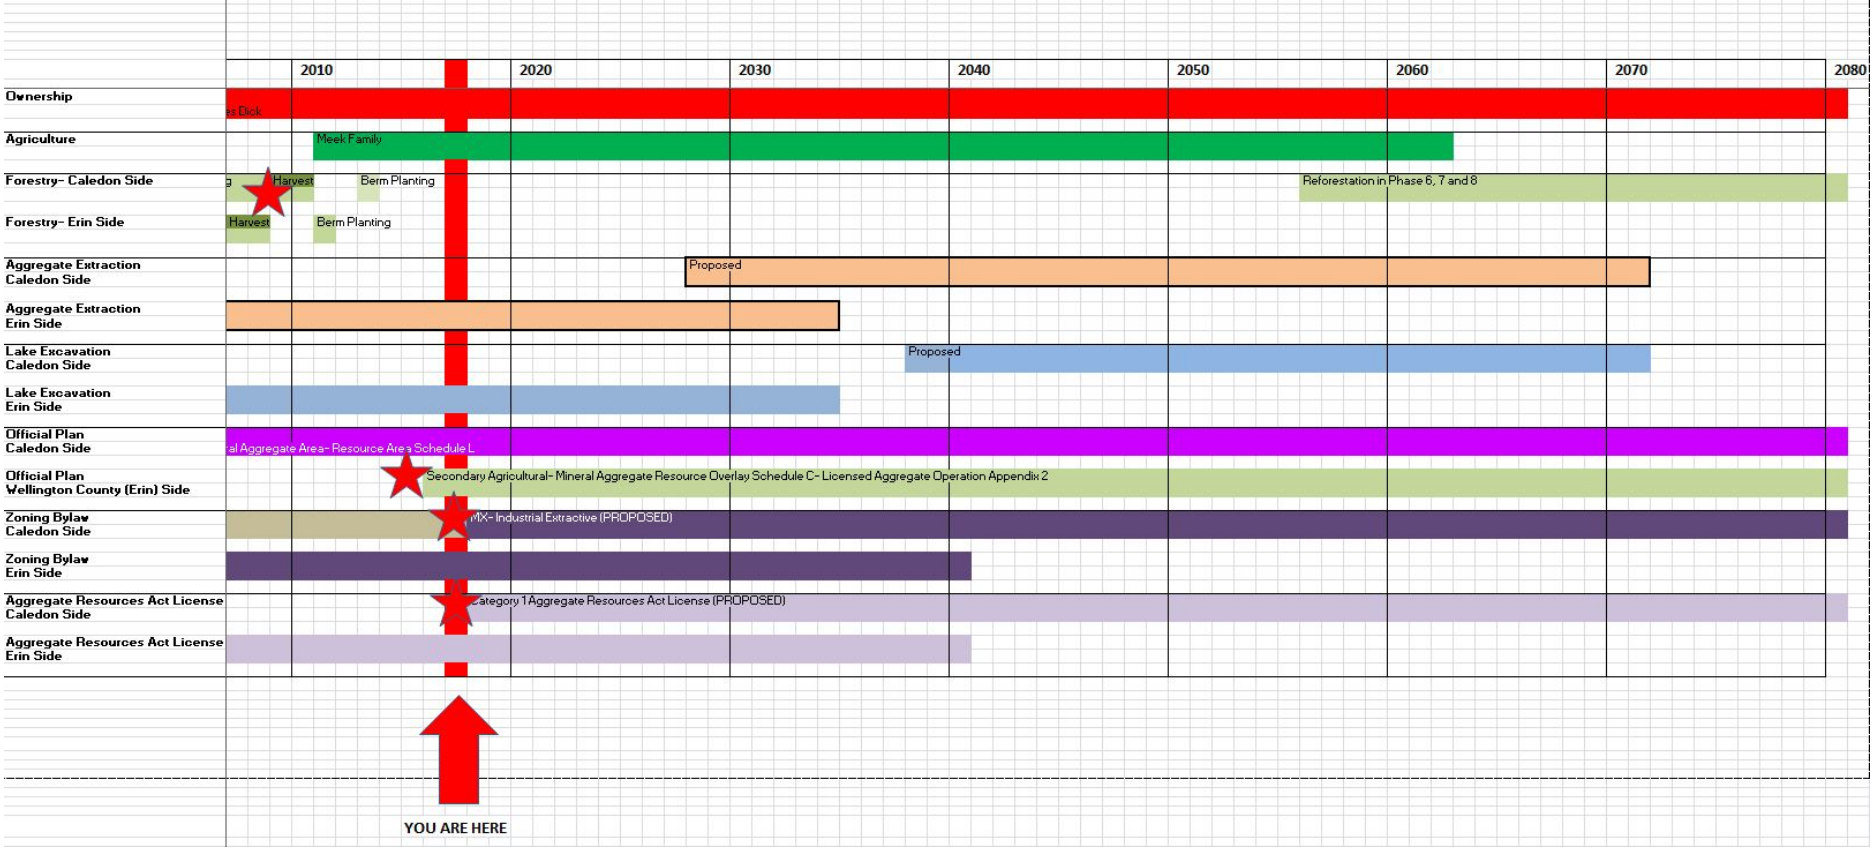 2010 2020 2030 2040 2050 2060 2070 2080
Ownership
es Dick
Agriculture
Meek Family
Forestry- Caledon Side
g
Harvest
Berm Planting
Reforestation in Phase 6, 7 and 8
Forestry- Erin Side
Harvest
Berm Planting
Aggregate Extraction
Caledon Side
Proposed
Aggregate Extraction
Erin Side
Lake Excavation
Caledon Side
Proposed
Lake Excavation
Erin Side
Official Plan
Caledon Side
ral Aggregate Area- Resource Area Schedule L
Official Plan
Wellington County (Erin) Side
Secondary Agricultural- Mineral Aggregate Resource Overlay Schedule C- Licensed Aggregate Operation Appendix 2
Zoning Bylaw
Caledon Side
MX- Industrial Extractive (PROPOSED)
Zoning Bylaw
Erin Side
Aggregate Resources Act License
Caledon Side
Category 1 Aggregate Resources Act License (PROPOSED)
Aggregate Resources Act License
Erin Side
YOU ARE HERE